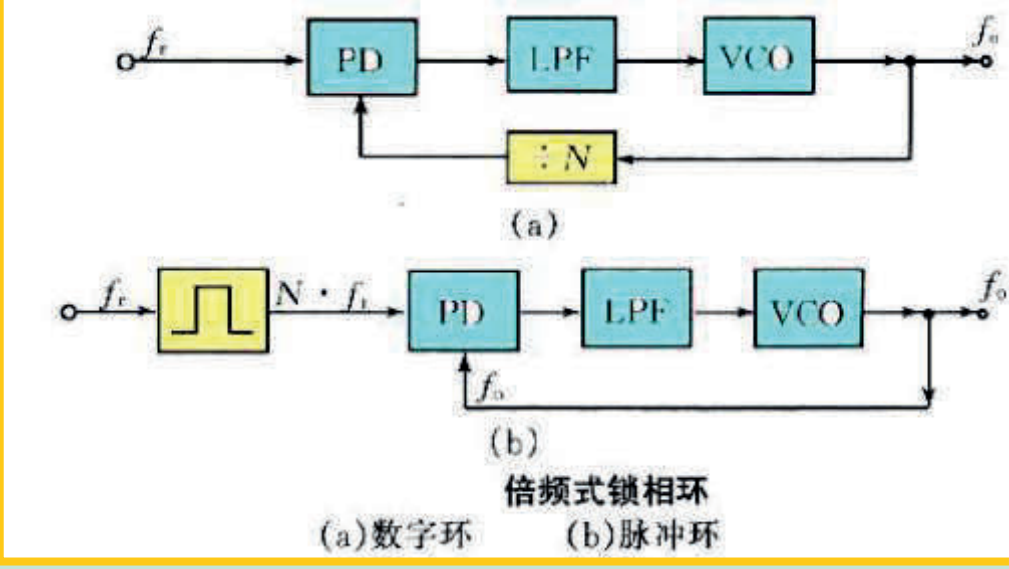 fr PD LPF VCO fo
÷ N
(a)
fr N · fr PD LPF VCO fo
fo
(b)
倍频式锁相环
(a)数字环 (b)脉冲环